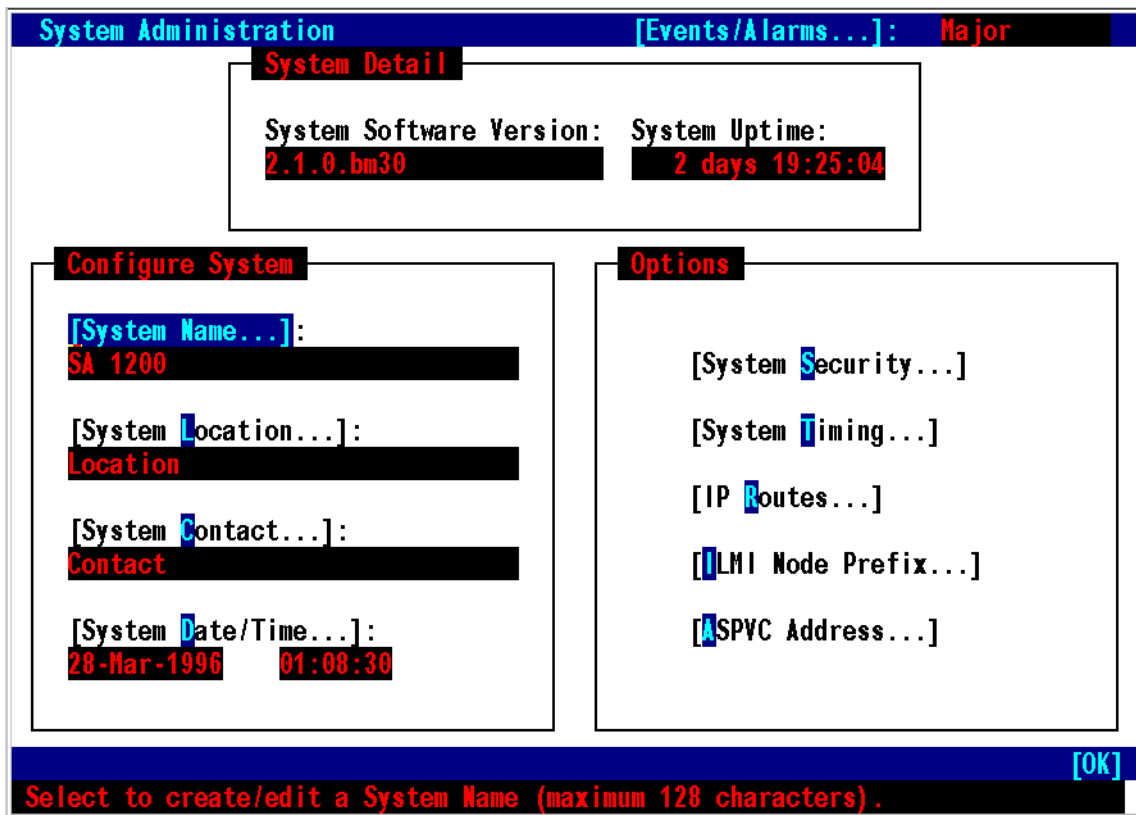 System Administration [Events/Alarms...]: Major
System Detail
System Software Version: System Uptime:
2.1.0.bm30 2 days 19:25:04
Configure System
[System Name...]:
SA 1200
[System Location...]:
Location
[System Contact...]:
Contact
[System Date/Time...]:
28-Mar-1996 01:08:30
Options
[System Security...]
[System Timing...]
[IP Routes...]
[ILMI Node Prefix...]
[ASPVC Address...]
[OK]
Select to create/edit a System Name (maximum 128 characters).